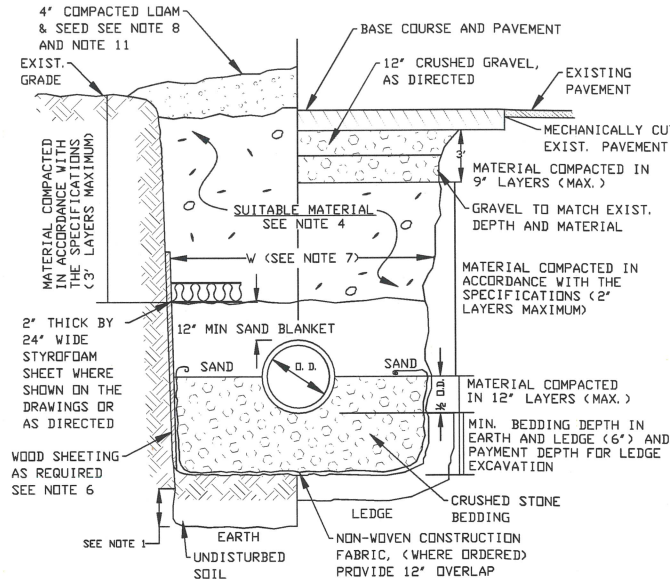 4" COMPACTED LOAM
& SEED SEE NOTE 8
AND NOTE 11
EXIST.
GRADE
BASE COURSE AND PAVEMENT
12" CRUSHED GRAVEL,
AS DIRECTED
EXISTING
PAVEMENT
MECHANICALLY CU
EXIST. PAVEMENT
3'
MATERIAL COMPACTED IN
9" LAYERS (MAX.)
GRAVEL TO MATCH EXIST.
DEPTH AND MATERIAL
MATERIAL COMPACTED
IN ACCORDANCE WITH
THE SPECIFICATIONS
(3' LAYERS MAXIMUM)
SUITABLE MATERIAL
SEE NOTE 4
W (SEE NOTE 7)
MATERIAL COMPACTED IN
ACCORDANCE WITH THE
SPECIFICATIONS (2"
LAYERS MAXIMUM)
2" THICK BY
24" WIDE
STYROFOAM
SHEET WHERE
SHOWN ON THE
DRAWINGS OR
AS DIRECTED
12" MIN SAND BLANKET
SAND
O. D.
SAND
½ O.D.
MATERIAL COMPACTED
IN 12" LAYERS (MAX.)
MIN. BEDDING DEPTH IN
EARTH AND LEDGE (6") AND
PAYMENT DEPTH FOR LEDGE
EXCAVATION
WOOD SHEETING
AS REQUIRED
SEE NOTE 6
CRUSHED STONE
BEDDING
LEDGE
EARTH
SEE NOTE 1
UNDISTURBED
SOIL
NON-WOVEN CONSTRUCTION
FABRIC, (WHERE ORDERED)
PROVIDE 12" OVERLAP